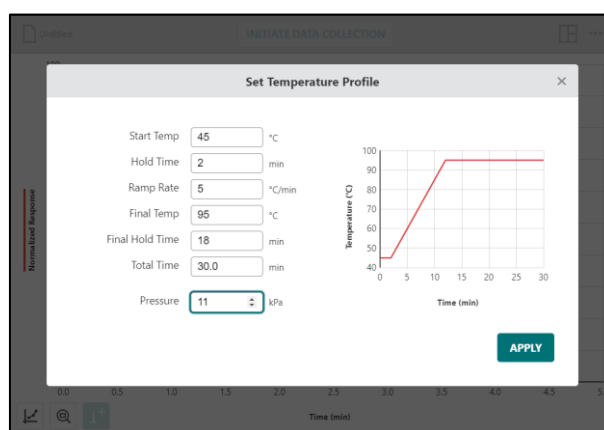 Untitled
INITIATE DATA COLLECTION
Set Temperature Profile
Start Temp 45 °C
Hold Time 2 min
Ramp Rate 5 °C/min
Final Temp 95 °C
Final Hold Time 18 min
Total Time 30.0 min
Pressure 11 kPa
100
90
80
70
60
50
40
Temperature (°C)
0 5 10 15 20 25 30
Time (min)
APPLY
Normalized Response
0.0 0.5 1.0 1.5 2.0 2.5 3.0 3.5 4.0 4.5
Time (min)